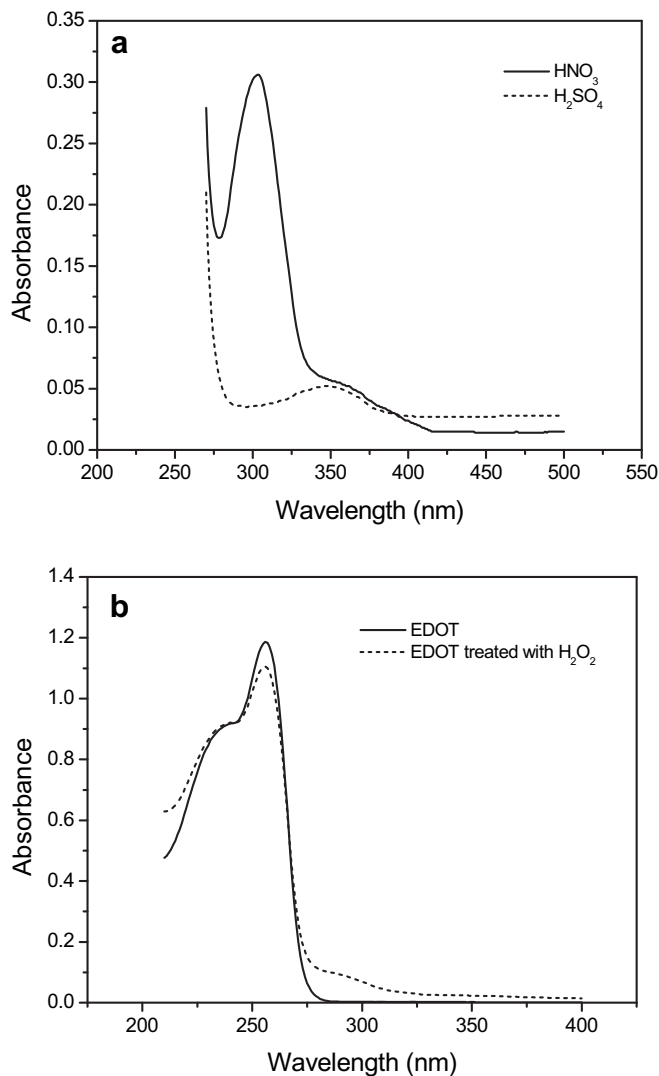 a
HNO₃
H₂SO₄
0.35
0.30
0.25
0.20
0.15
0.10
0.05
0.00
Absorbance
200 250 300 350 400 450 500 550
Wavelength (nm)
b
EDOT
EDOT treated with H₂O₂
1.4
1.2
1.0
0.8
0.6
0.4
0.2
0.0
Absorbance
200 250 300 350 400
Wavelength (nm)